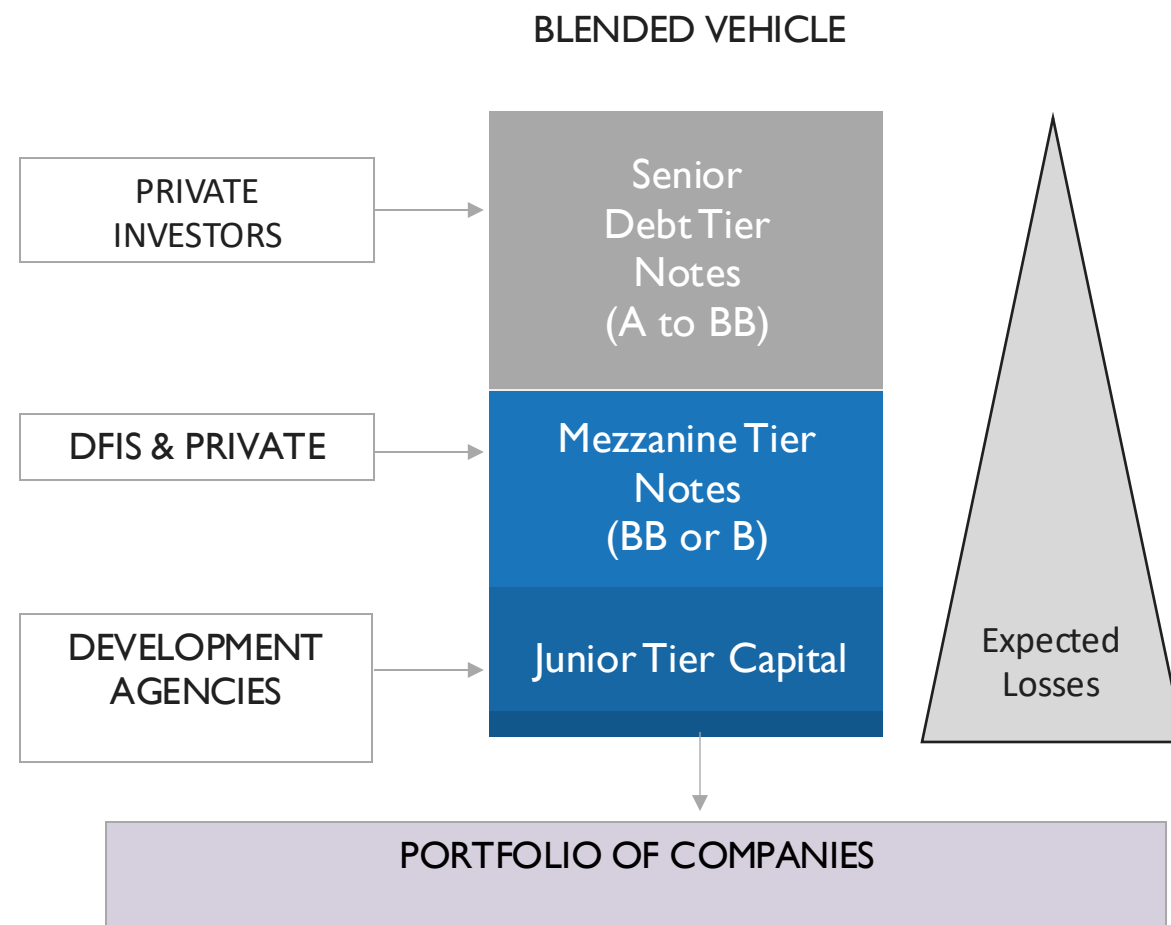 BLENDED VEHICLE
PRIVATE
INVESTORS
Senior
Debt Tier
Notes
(A to BB)
DFIS & PRIVATE
Mezzanine Tier
Notes
(BB or B)
DEVELOPMENT
AGENCIES
Junior Tier Capital
Expected
Losses
PORTFOLIO OF COMPANIES